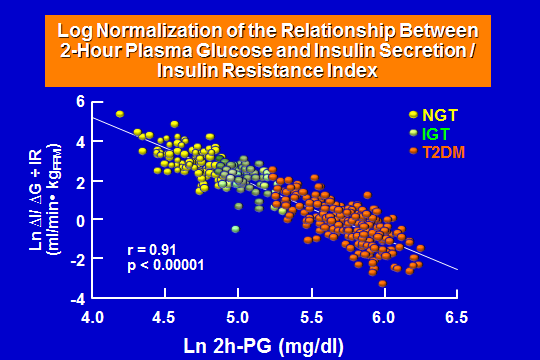 Log Normalization of the Relationship Between
2-Hour Plasma Glucose and Insulin Secretion /
Insulin Resistance Index
6
4
2
0
-2
-4
4.0
4.5
5.0
5.5
6.0
6.5
Ln ∆I/ ∆G ÷ IR
(ml/min• kgFFM)
NGT
IGT
T2DM
r = 0.91
p < 0.00001
Ln 2h-PG (mg/dl)